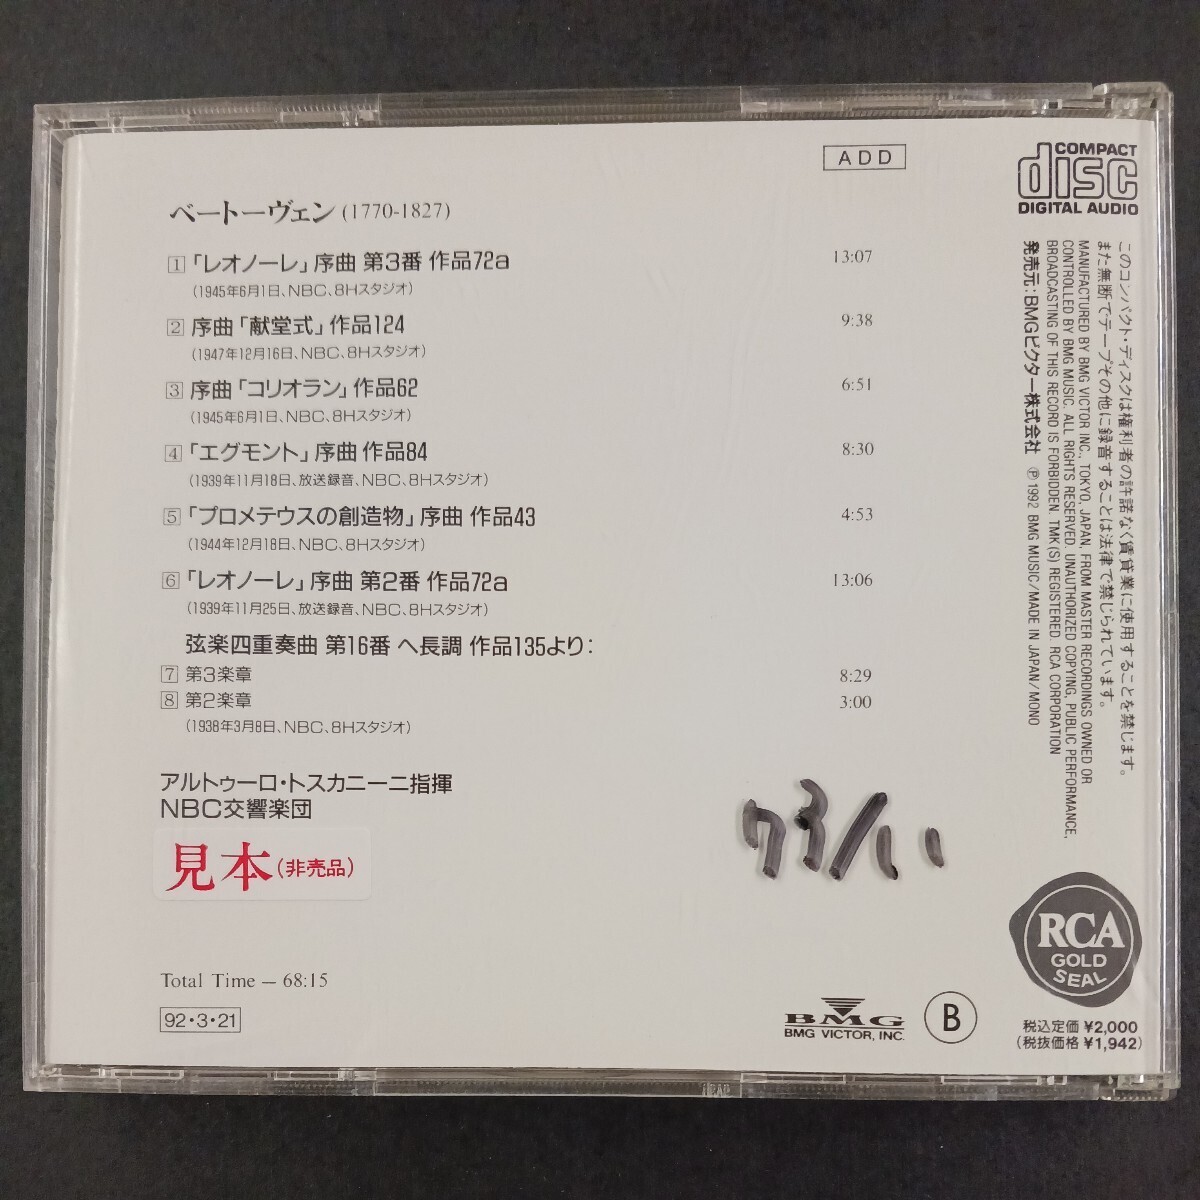 ADD
COMPACT
disc
DIGITAL AUDIO
ベートーヴェン(1770-1827)
1 「レオノーレ」序曲 第3番 作品72a 13:07
(1945年6月1日、NBC、8Hスタジオ)
2 序曲「献堂式」作品124 9:38
(1947年12月16日、NBC、8Hスタジオ)
3 序曲「コリオラン」作品62 6:51
(1945年6月1日、NBC、8Hスタジオ)
4 「エグモント」序曲 作品84 8:30
(1939年11月18日、放送録音、NBC、8Hスタジオ)
5 「プロメテウスの創造物」序曲 作品43 4:53
(1944年12月18日、NBC、8Hスタジオ)
6 「レオノーレ」序曲 第2番 作品72a 13:06
(1939年11月25日、放送録音、NBC、8Hスタジオ)
弦楽四重奏曲 第16番 ヘ長調 作品135より:
7 第3楽章 8:29
8 第2楽章 3:00
(1938年3月8日、NBC、8Hスタジオ)
アルトゥーロ・トスカニーニ指揮
NBC交響楽団
見本(非売品)
Total Time — 68:15
92・3・21
BMG
BMG VICTOR, INC.
B
このコンパクト・ディスクは権利者の許諾なく賃貸業に使用することを禁じます。
また無断でテープその他に録音することは法律で禁じられています。
MANUFACTURED BY BMG VICTOR INC., TOKYO, JAPAN, FROM MASTER RECORDINGS OWNED OR
CONTROLLED BY BMG MUSIC. ALL RIGHTS RESERVED. UNAUTHORIZED COPYING, PUBLIC PERFORMANCE,
BROADCASTING OF THIS RECORD IS FORBIDDEN. TMK(S) REGISTERED. RCA CORPORATION
発売元:BMGビクター株式会社 ℗1992 BMG MUSIC/MADE IN JAPAN/MONO
RCA
GOLD
SEAL
税込定価 ¥2,000
(税抜価格 ¥1,942)